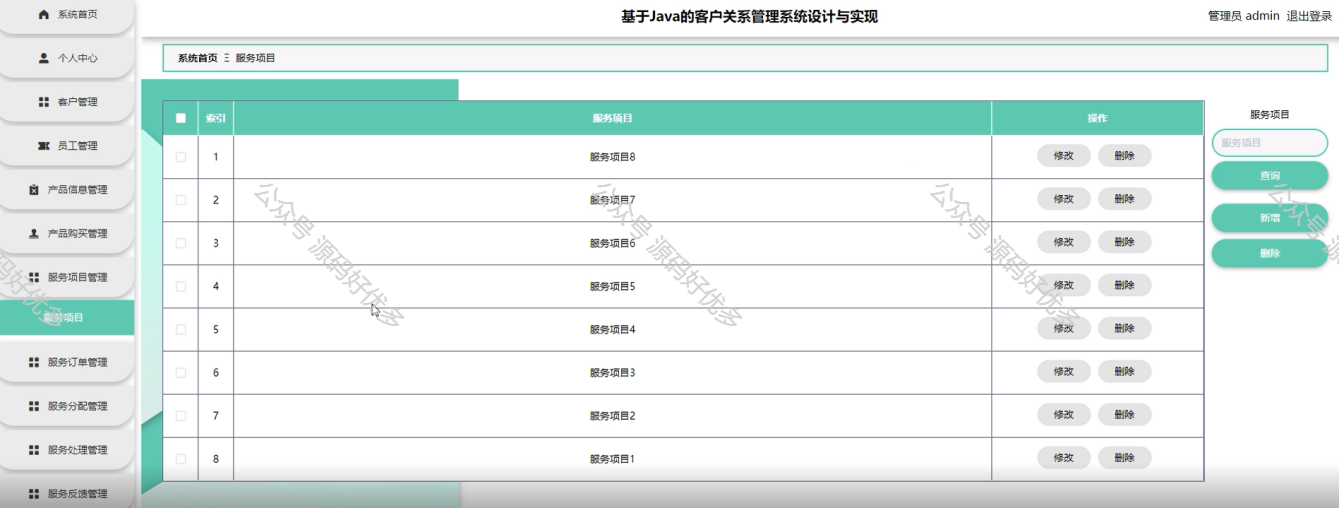 系统首页
个人中心
客户管理
员工管理
产品信息管理
产品购买管理
服务项目管理
服务项目
服务订单管理
服务分配管理
服务处理管理
服务反馈管理
基于Java的客户关系管理系统设计与实现
管理员 admin 退出登录
系统首页 Ξ 服务项目
索引 服务项目 操作
1 服务项目8 修改 删除
2 服务项目7 修改 删除
3 服务项目6 修改 删除
4 服务项目5 修改 删除
5 服务项目4 修改 删除
6 服务项目3 修改 删除
7 服务项目2 修改 删除
8 服务项目1 修改 删除
服务项目
服务项目
查询
新增
删除
公众号 源码好优多
公众号 源码好优多
公众号 源码好优多
公众号 源
码好优多